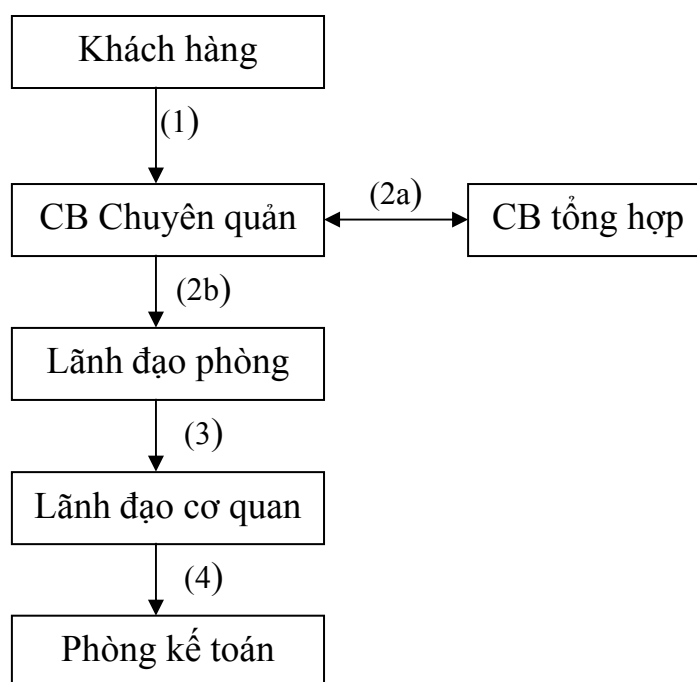 Khách hàng
(1)
CB Chuyên quản
(2a)
CB tổng hợp
(2b)
Lãnh đạo phòng
(3)
Lãnh đạo cơ quan
(4)
Phòng kế toán